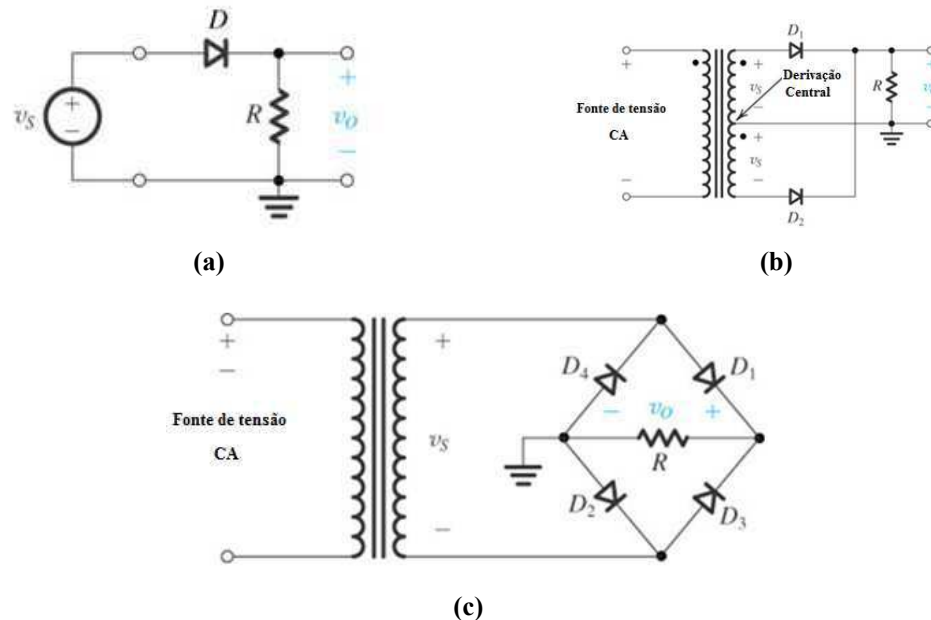 D
v_S
+
−
R
+
v_O
−
(a)
Fonte de tensão
CA
+
−
+
v_S
−
+
v_S
−
D_1
D_2
Derivação
Central
R
+
v
−
(b)
Fonte de tensão
CA
+
−
+
v_S
−
D_4
D_1
− v_O +
R
D_2
D_3
(c)